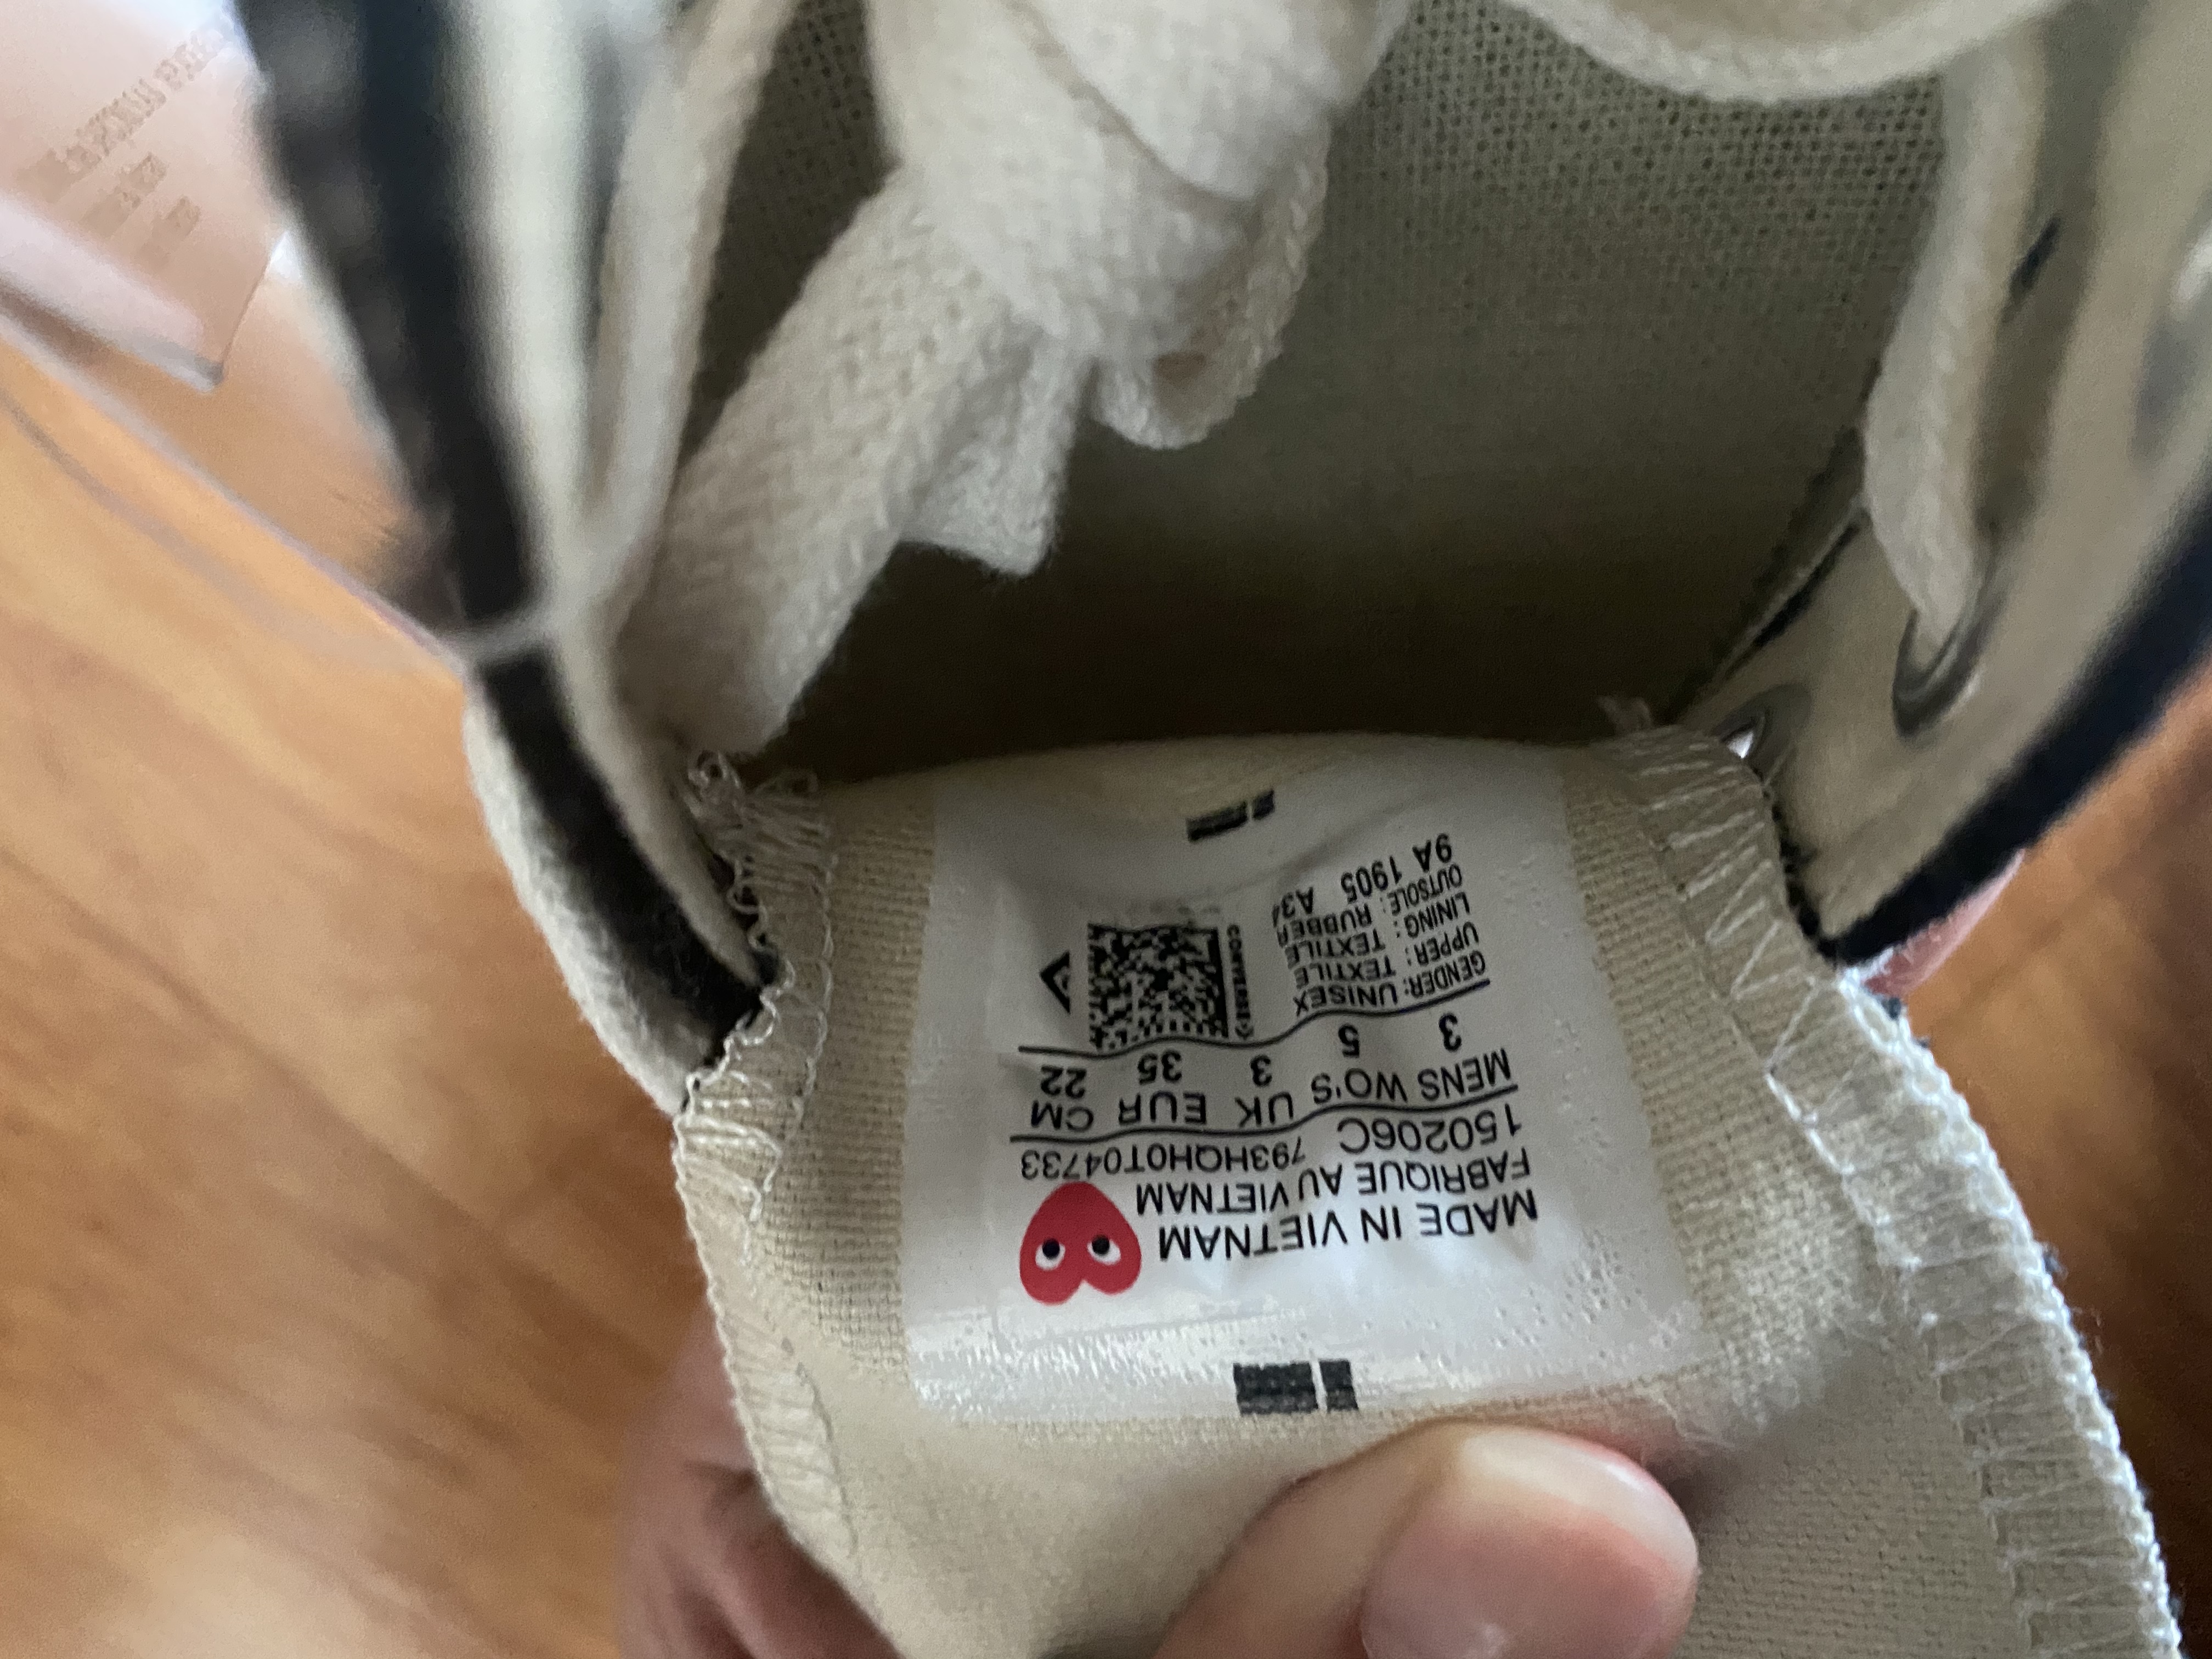 MADE IN VIETNAM
FABRIQUE AU VIETNAM
150206C 793HQH0T04733
MENS WO'S UK EUR CM
3 5 3 35 22
GENDER: UNISEX
UPPER: TEXTILE
LINING: TEXTILE
OUTSOLE: RUBBER
9A 1905 A34
CONVERSE